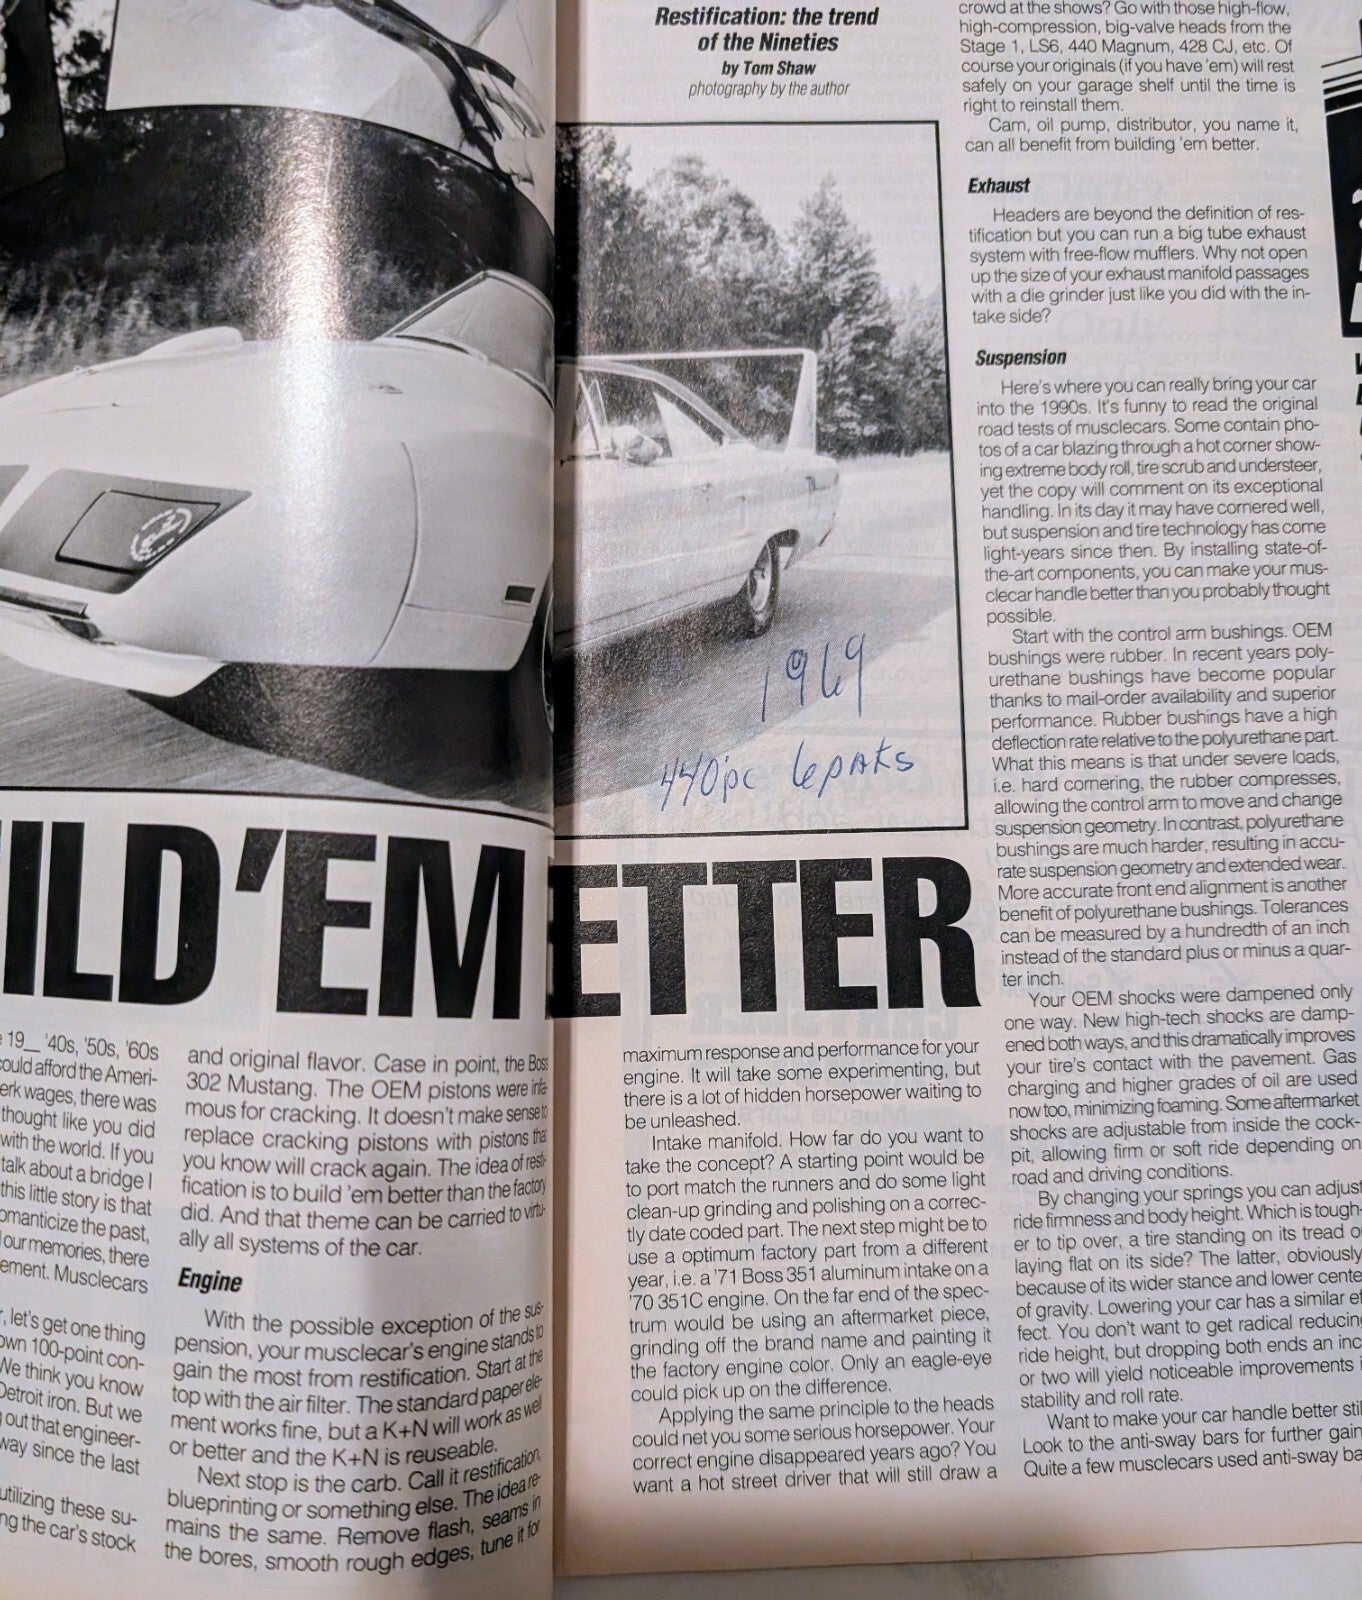 Restification: the trend
of the Nineties
by Tom Shaw
photography by the author
1969
440pc 6pAKs
ILD 'EM
ETTER
19__ '40s, '50s, '60s
could afford the Ameri-
erk wages, there was
thought like you did
with the world. If you
talk about a bridge I
this little story is that
omanticize the past,
our memories, there
ement. Musclecars
let's get one thing
own 100-point con-
We think you know
Detroit iron. But we
out that engineer-
way since the last
utilizing these su-
ng the car's stock
and original flavor. Case in point, the Boss
302 Mustang. The OEM pistons were infa-
mous for cracking. It doesn't make sense to
replace cracking pistons with pistons that
you know will crack again. The idea of resti-
fication is to build 'em better than the factory
did. And that theme can be carried to virtu-
ally all systems of the car.
Engine
With the possible exception of the sus-
pension, your musclecar's engine stands to
gain the most from restification. Start at the
top with the air filter. The standard paper ele-
ment works fine, but a K+N will work as well
or better and the K+N is reuseable.
Next stop is the carb. Call it restification,
blueprinting or something else. The idea re-
mains the same. Remove flash, seams in
the bores, smooth rough edges, tune it for
maximum response and performance for your
engine. It will take some experimenting, but
there is a lot of hidden horsepower waiting to
be unleashed.
Intake manifold. How far do you want to
take the concept? A starting point would be
to port match the runners and do some light
clean-up grinding and polishing on a correc-
tly date coded part. The next step might be to
use a optimum factory part from a different
year, i.e. a '71 Boss 351 aluminum intake on a
'70 351C engine. On the far end of the spec-
trum would be using an aftermarket piece,
grinding off the brand name and painting it
the factory engine color. Only an eagle-eye
could pick up on the difference.
Applying the same principle to the heads
could net you some serious horsepower. Your
correct engine disappeared years ago? You
want a hot street driver that will still draw a
crowd at the shows? Go with those high-flow,
high-compression, big-valve heads from the
Stage 1, LS6, 440 Magnum, 428 CJ, etc. Of
course your originals (if you have 'em) will rest
safely on your garage shelf until the time is
right to reinstall them.
Cam, oil pump, distributor, you name it,
can all benefit from building 'em better.
Exhaust
Headers are beyond the definition of res-
tification but you can run a big tube exhaust
system with free-flow mufflers. Why not open
up the size of your exhaust manifold passages
with a die grinder just like you did with the in-
take side?
Suspension
Here's where you can really bring your car
into the 1990s. It's funny to read the original
road tests of musclecars. Some contain pho-
tos of a car blazing through a hot corner show-
ing extreme body roll, tire scrub and understeer,
yet the copy will comment on its exceptional
handling. In its day it may have cornered well,
but suspension and tire technology has come
light-years since then. By installing state-of-
the-art components, you can make your mus-
clecar handle better than you probably thought
possible.
Start with the control arm bushings. OEM
bushings were rubber. In recent years poly-
urethane bushings have become popular
thanks to mail-order availability and superior
performance. Rubber bushings have a high
deflection rate relative to the polyurethane part.
What this means is that under severe loads,
i.e. hard cornering, the rubber compresses,
allowing the control arm to move and change
suspension geometry. In contrast, polyurethane
bushings are much harder, resulting in accu-
rate suspension geometry and extended wear.
More accurate front end alignment is another
benefit of polyurethane bushings. Tolerances
can be measured by a hundredth of an inch
instead of the standard plus or minus a quar-
ter inch.
Your OEM shocks were dampened only
one way. New high-tech shocks are damp-
ened both ways, and this dramatically improves
your tire's contact with the pavement. Gas
charging and higher grades of oil are used
now too, minimizing foaming. Some aftermarket
shocks are adjustable from inside the cock-
pit, allowing firm or soft ride depending on
road and driving conditions.
By changing your springs you can adjust
ride firmness and body height. Which is tough-
er to tip over, a tire standing on its tread o
laying flat on its side? The latter, obviously
because of its wider stance and lower cente
of gravity. Lowering your car has a similar ef
fect. You don't want to get radical reducing
ride height, but dropping both ends an inc
or two will yield noticeable improvements i
stability and roll rate.
Want to make your car handle better stil
Look to the anti-sway bars for further gain
Quite a few musclecars used anti-sway ba